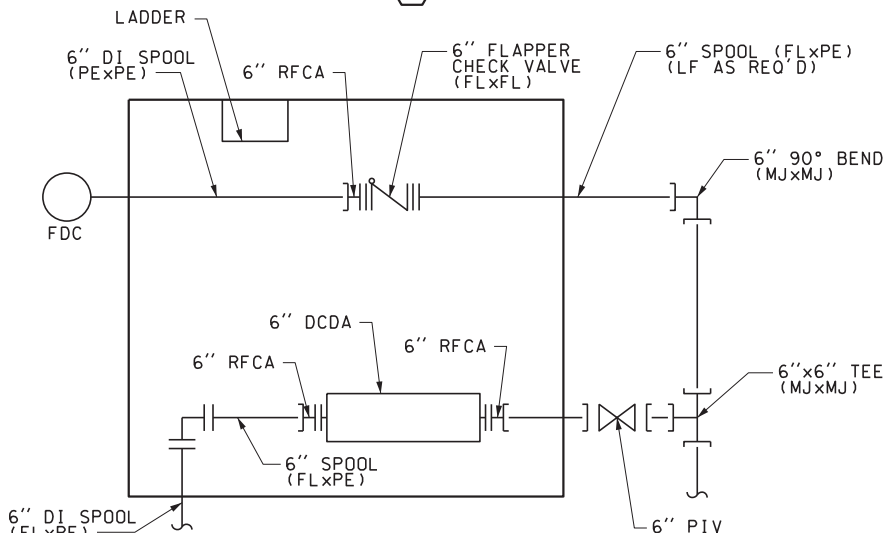 LADDER
6" DI SPOOL
(PExPE)
6" RFCA
6" FLAPPER
CHECK VALVE
(FLxFL)
6" SPOOL (FLxPE)
(LF AS REQ'D)
6" 90° BEND
(MJxMJ)
FDC
6" DCDA
6" RFCA
6" RFCA
6"x6" TEE
(MJxMJ)
6" SPOOL
(FLxPE)
6" DI SPOOL
(FLxPE)
6" PIV